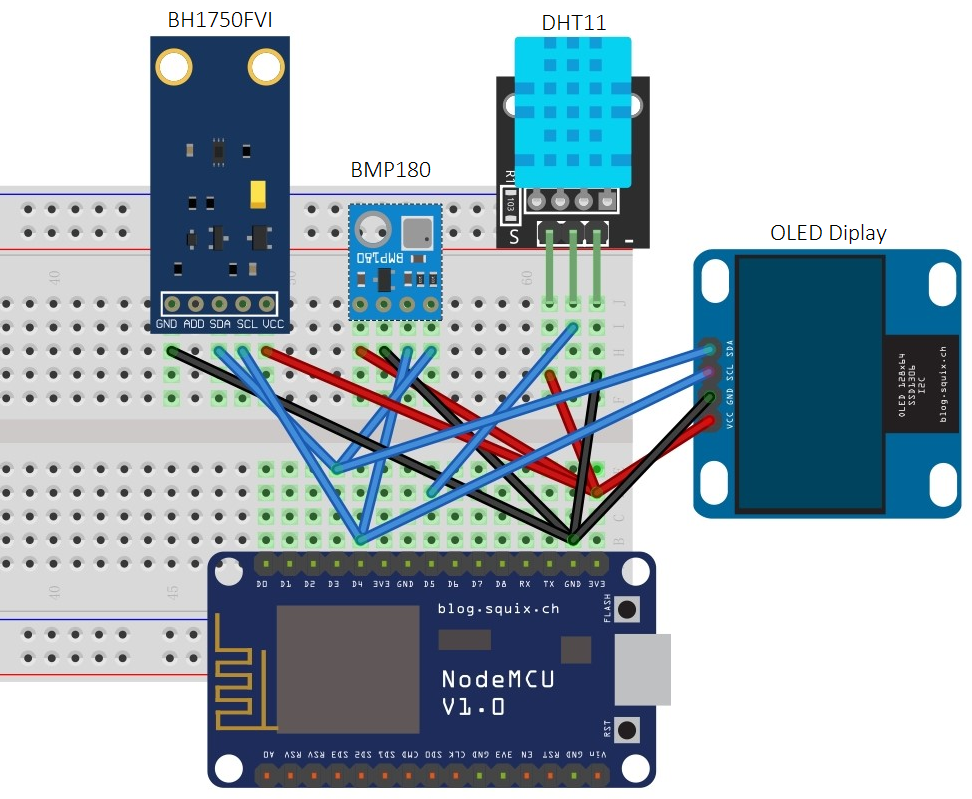 BH1750FVI
DHT11
BMP180
R1
103
S
OLED Diplay
BMP180
40
50
60
J
I
H
F
GND ADD SDA SCL VCC
SDA
SCL
GND
VCC
OLED 128x64
SSD1306
I2C
blog.squix.ch
C
B
40
45
D0 D1 D2 D3 D4 3V3 GND D5 D6 D7 D8 RX TX GND 3V3
blog.squix.ch
FLASH
NodeMCU
V1.0
RST
A0 RSV RSV SD3 SD2 SD1 CMD SD0 CLK GND 3V3 EN RST GND Vin